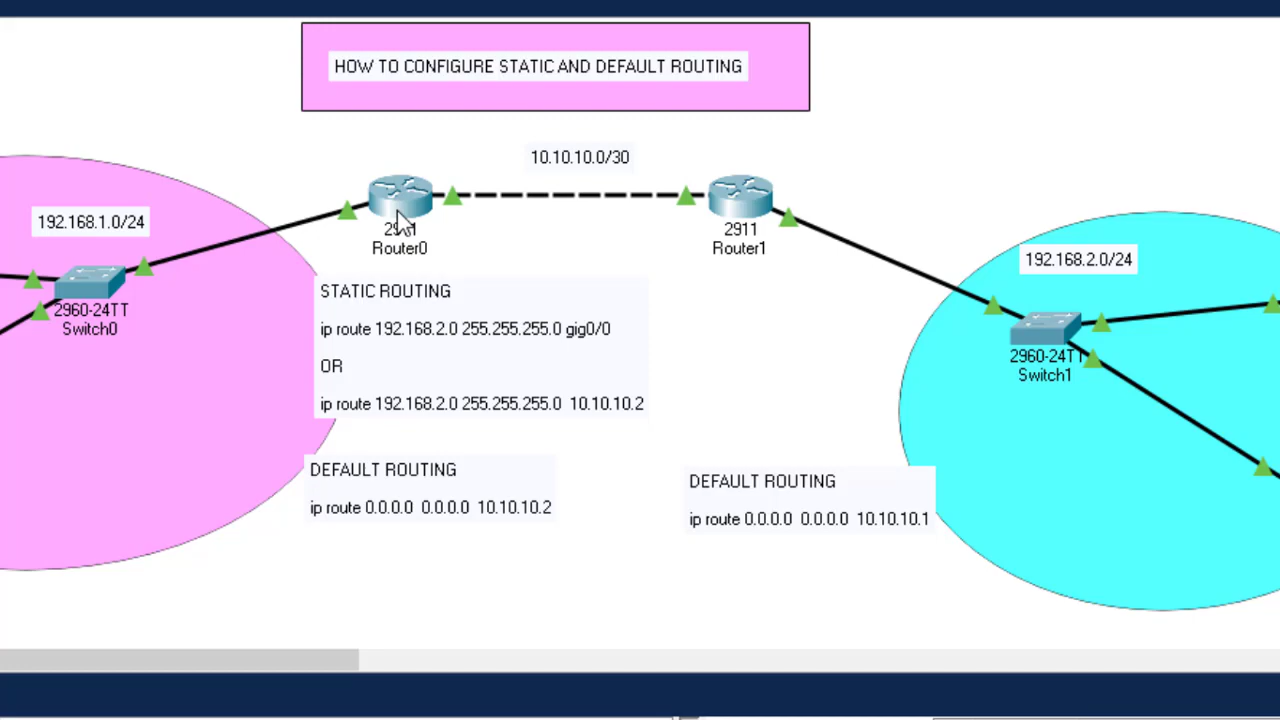 HOW TO CONFIGURE STATIC AND DEFAULT ROUTING
10.10.10.0/30
192.168.1.0/24
2911
Router0
2911
Router1
192.168.2.0/24
2960-24TT
Switch0
STATIC ROUTING
ip route 192.168.2.0 255.255.255.0 gig0/0
OR
ip route 192.168.2.0 255.255.255.0 10.10.10.2
2960-24TT
Switch1
DEFAULT ROUTING
ip route 0.0.0.0 0.0.0.0 10.10.10.2
DEFAULT ROUTING
ip route 0.0.0.0 0.0.0.0 10.10.10.1